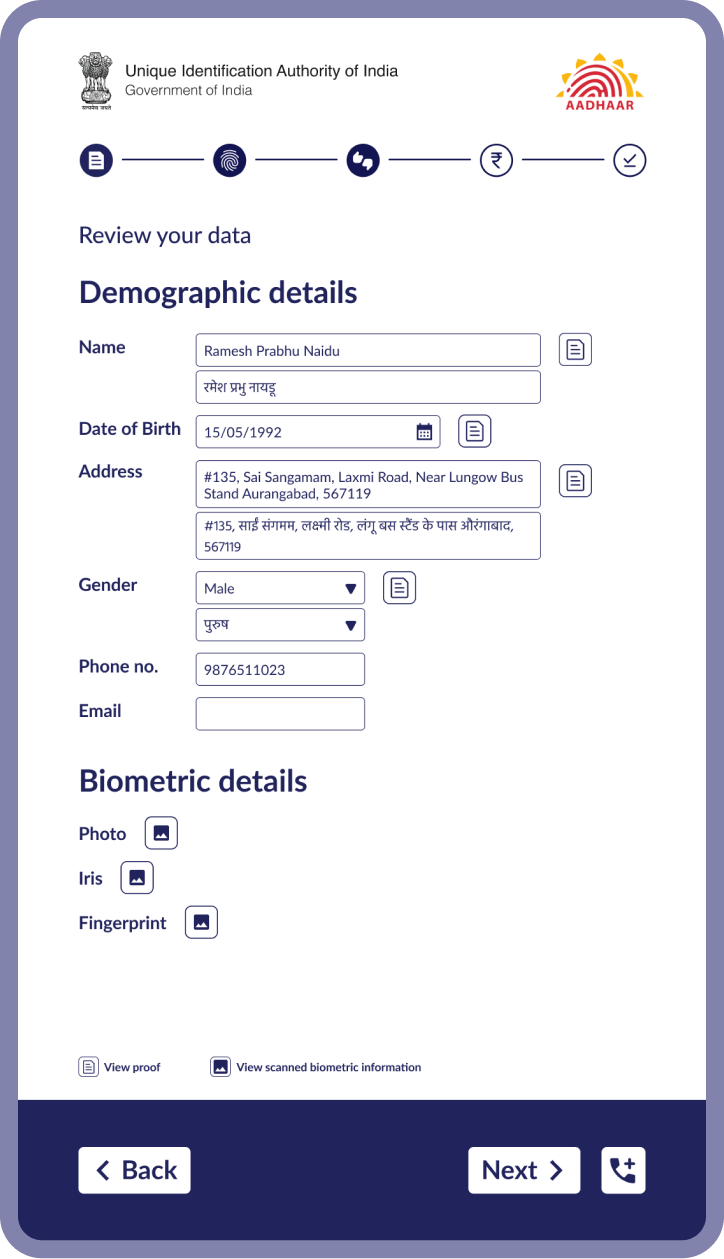 Unique Identification Authority of India
Government of India
सत्यमेव जयते
AADHAAR
₹
Review your data
Demographic details
Name
Ramesh Prabhu Naidu
रमेश प्रभु नायडू
Date of Birth
15/05/1992
Address
#135, Sai Sangamam, Laxmi Road, Near Lungow Bus
Stand Aurangabad, 567119
#135, साईं संगमम, लक्ष्मी रोड, लंगू बस स्टैंड के पास औरंगाबाद,
567119
Gender
Male
पुरुष
Phone no.
9876511023
Email
Biometric details
Photo
Iris
Fingerprint
View proof
View scanned biometric information
Back
Next